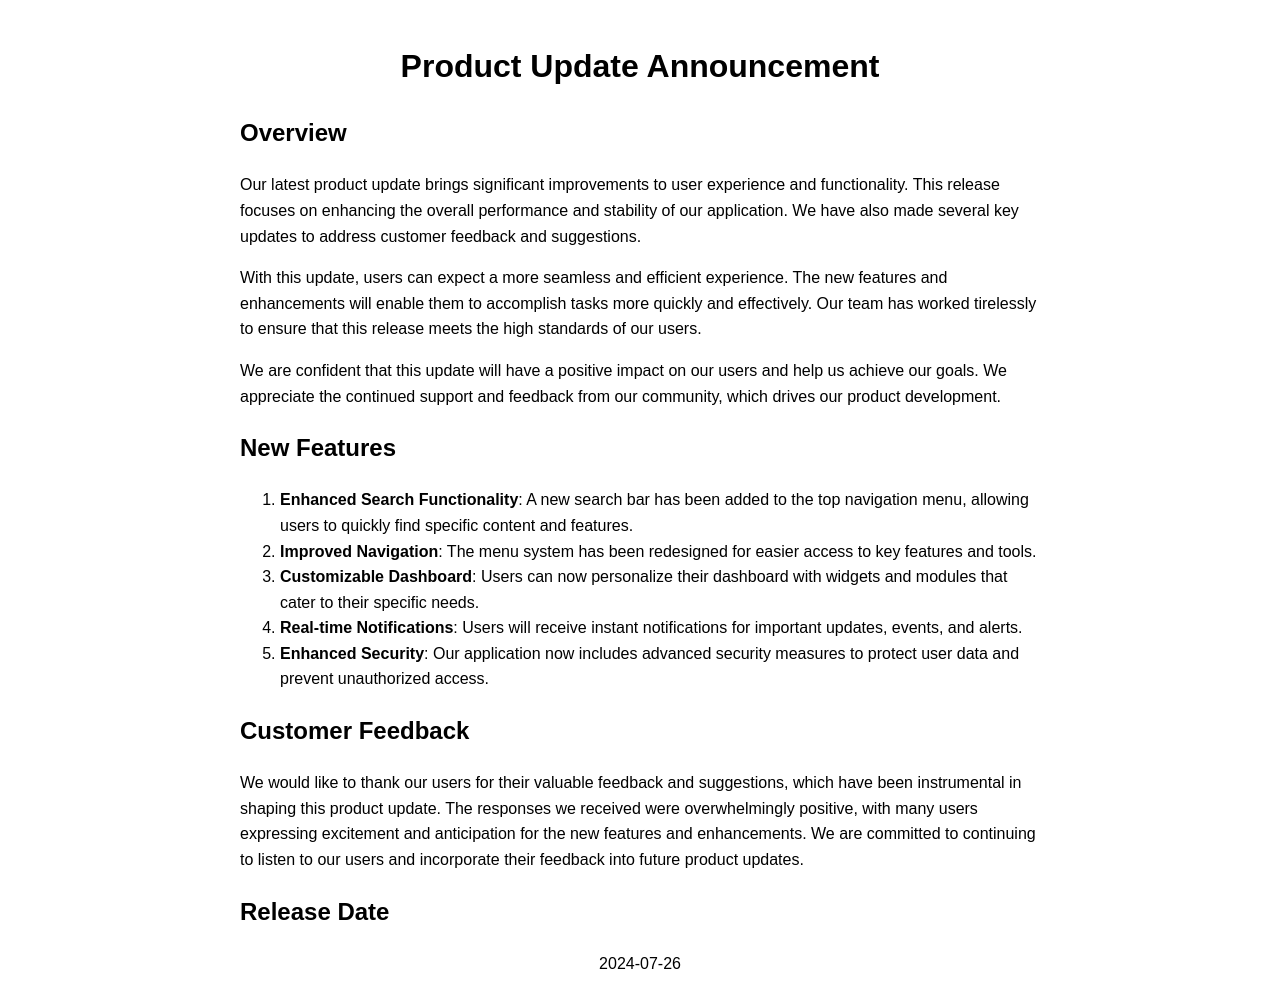 Product Update Announcement
Overview
Our latest product update brings significant improvements to user experience and functionality. This release
focuses on enhancing the overall performance and stability of our application. We have also made several key
updates to address customer feedback and suggestions.
With this update, users can expect a more seamless and efficient experience. The new features and
enhancements will enable them to accomplish tasks more quickly and effectively. Our team has worked tirelessly
to ensure that this release meets the high standards of our users.
We are confident that this update will have a positive impact on our users and help us achieve our goals. We
appreciate the continued support and feedback from our community, which drives our product development.
New Features
1. Enhanced Search Functionality: A new search bar has been added to the top navigation menu, allowing
users to quickly find specific content and features.
2. Improved Navigation: The menu system has been redesigned for easier access to key features and tools.
3. Customizable Dashboard: Users can now personalize their dashboard with widgets and modules that
cater to their specific needs.
4. Real-time Notifications: Users will receive instant notifications for important updates, events, and alerts.
5. Enhanced Security: Our application now includes advanced security measures to protect user data and
prevent unauthorized access.
Customer Feedback
We would like to thank our users for their valuable feedback and suggestions, which have been instrumental in
shaping this product update. The responses we received were overwhelmingly positive, with many users
expressing excitement and anticipation for the new features and enhancements. We are committed to continuing
to listen to our users and incorporate their feedback into future product updates.
Release Date
2024-07-26